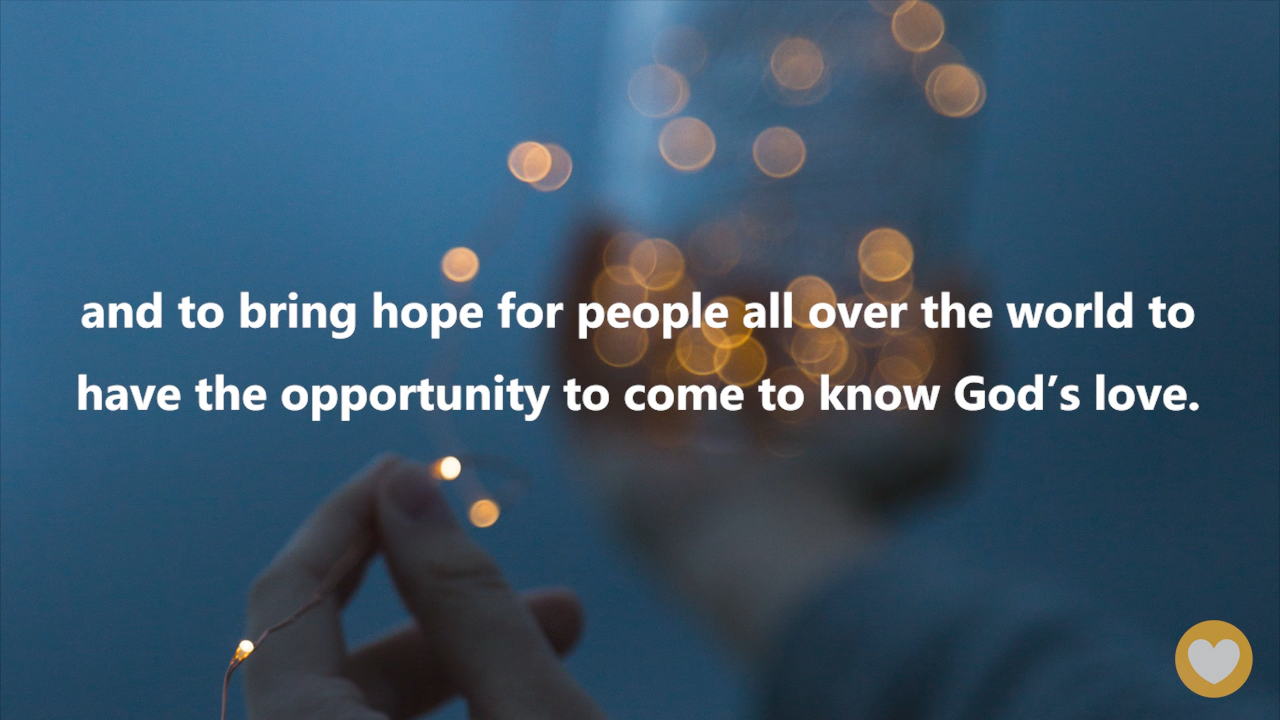 and to bring hope for people all over the world to
have the opportunity to come to know God’s love.